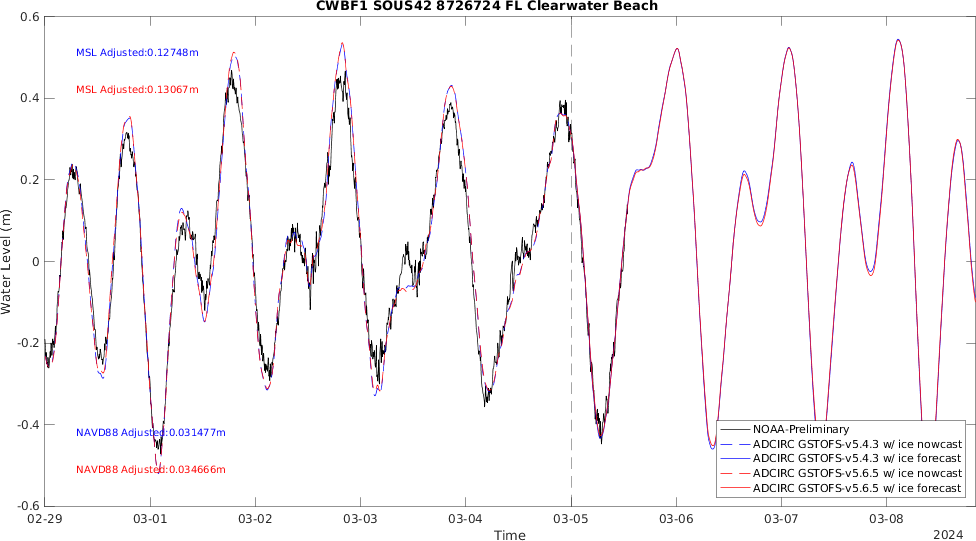 CWBF1 SOUS42 8726724 FL Clearwater Beach
0.6
MSL Adjusted:0.12748m
MSL Adjusted:0.13067m
0.4
0.2
Water Level (m)
0
-0.2
-0.4
NAVD88 Adjusted:0.031477m
NAVD88 Adjusted:0.034666m
-0.6
NOAA-Preliminary
ADCIRC GSTOFS-v5.4.3 w/ ice nowcast
ADCIRC GSTOFS-v5.4.3 w/ ice forecast
ADCIRC GSTOFS-v5.6.5 w/ ice nowcast
ADCIRC GSTOFS-v5.6.5 w/ ice forecast
02-29 03-01 03-02 03-03 03-04 03-05 03-06 03-07 03-08
Time
2024